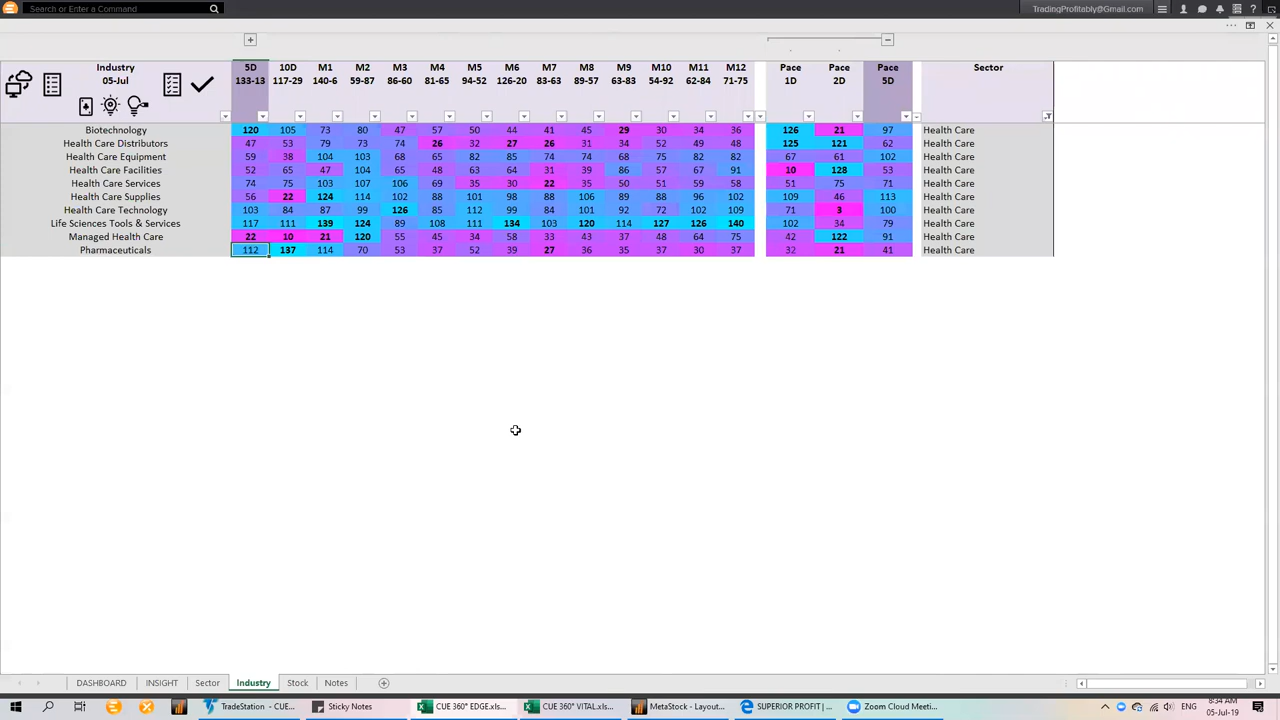 Search or Enter a Command
TradingProfitably@Gmail.com
Industry 5D 10D M1 M2 M3 M4 M5 M6 M7 M8 M9 M10 M11 M12 Pace Pace Pace Sector
05-Jul 133-13 117-29 140-6 59-87 86-60 81-65 94-52 126-20 83-63 89-57 63-83 54-92 62-84 71-75 1D 2D 5D
Biotechnology 120 105 73 80 47 57 50 44 41 45 29 30 34 36 126 21 97 Health Care
Health Care Distributors 47 53 79 73 74 26 32 27 26 31 34 52 49 48 125 121 62 Health Care
Health Care Equipment 59 38 104 103 68 65 82 85 74 74 68 75 82 82 67 61 102 Health Care
Health Care Facilities 52 65 47 104 65 48 63 64 31 39 86 57 67 91 10 128 53 Health Care
Health Care Services 74 75 103 107 106 69 35 30 22 35 50 51 59 58 51 75 71 Health Care
Health Care Supplies 56 22 124 114 102 88 101 98 88 106 88 94 96 102 109 46 113 Health Care
Health Care Technology 103 84 87 99 126 85 112 99 84 101 92 72 102 109 71 3 100 Health Care
Life Sciences Tools & Services 117 111 139 124 89 108 111 134 103 120 114 127 126 140 102 34 79 Health Care
Managed Health Care 22 10 21 120 55 45 34 58 33 43 37 48 64 75 42 122 91 Health Care
Pharmaceuticals 112 137 114 70 53 37 52 39 27 36 35 37 30 37 32 21 41 Health Care
DASHBOARD INSIGHT Sector Industry Stock Notes
TradeStation - CUE... Sticky Notes CUE 360° EDGE.xls... CUE 360° VITAL.xls... MetaStock - Layout... SUPERIOR PROFIT | ... Zoom Cloud Meeti... ENG 8:34 AM
05-Jul-19